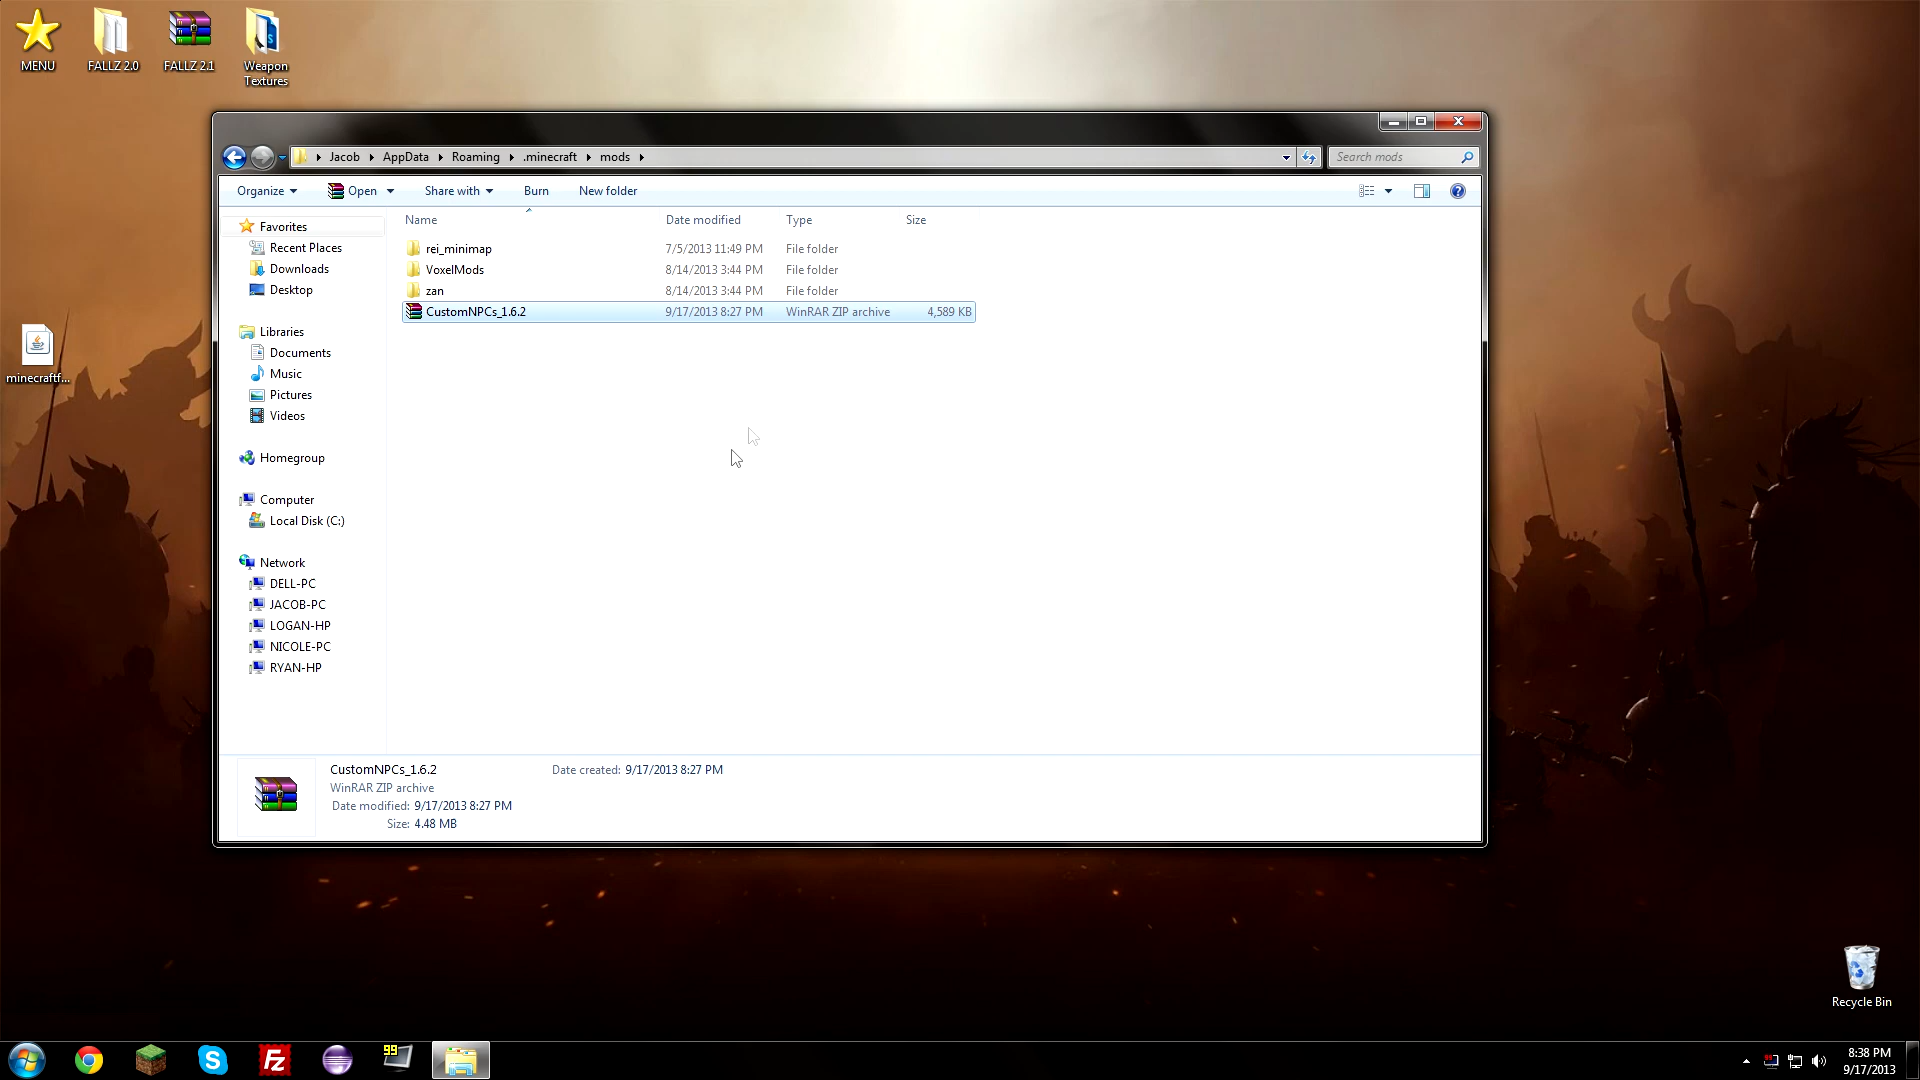 MENU
FALLZ 2.0
FALLZ 2.1
Weapon
Textures
minecraftf...
Jacob
AppData
Roaming
.minecraft
mods
Search mods
Organize
Open
Share with
Burn
New folder
Name
Date modified
Type
Size
Favorites
Recent Places
Downloads
Desktop
Libraries
Documents
Music
Pictures
Videos
Homegroup
Computer
Local Disk (C:)
Network
DELL-PC
JACOB-PC
LOGAN-HP
NICOLE-PC
RYAN-HP
rei_minimap 7/5/2013 11:49 PM File folder
VoxelMods 8/14/2013 3:44 PM File folder
zan 8/14/2013 3:44 PM File folder
CustomNPCs_1.6.2 9/17/2013 8:27 PM WinRAR ZIP archive 4,589 KB
CustomNPCs_1.6.2
WinRAR ZIP archive
Date modified: 9/17/2013 8:27 PM
Size: 4.48 MB
Date created: 9/17/2013 8:27 PM
Recycle Bin
99
8:38 PM
9/17/2013